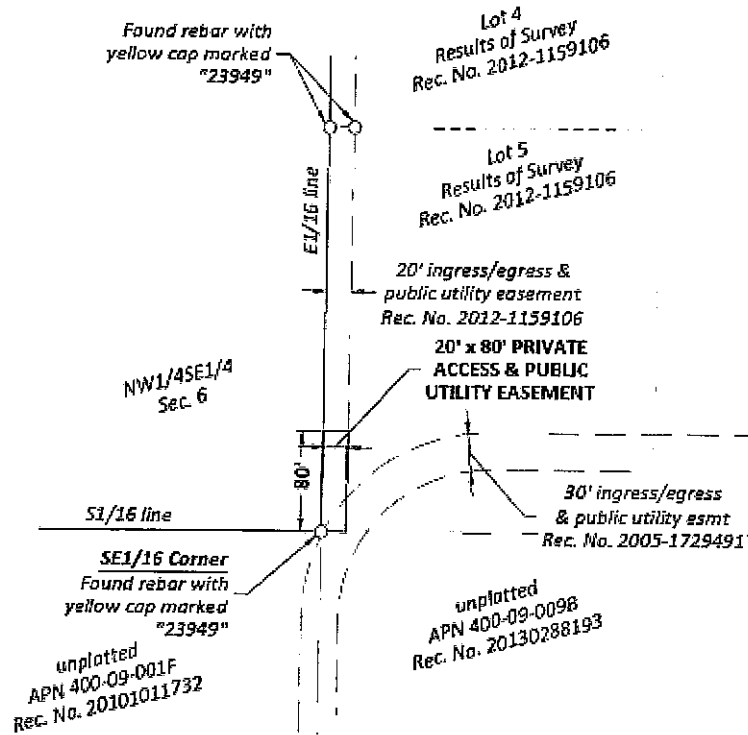 Found rebar with
yellow cap marked
"23949"
Lot 4
Results of Survey
Rec. No. 2012-1159106
Lot 5
Results of Survey
Rec. No. 2012-1159106
E1/16 line
20' ingress/egress &
public utility easement
Rec. No. 2012-1159106
20' x 80' PRIVATE
ACCESS & PUBLIC
UTILITY EASEMENT
NW1/4SE1/4
Sec. 6
80'
S1/16 line
30' ingress/egress
& public utility esmt
Rec. No. 2005-1729491
SE1/16 Corner
Found rebar with
yellow cap marked
"23949"
unplatted
APN 400-09-009B
Rec. No. 20130288193
unplatted
APN 400-09-001F
Rec. No. 20101011732